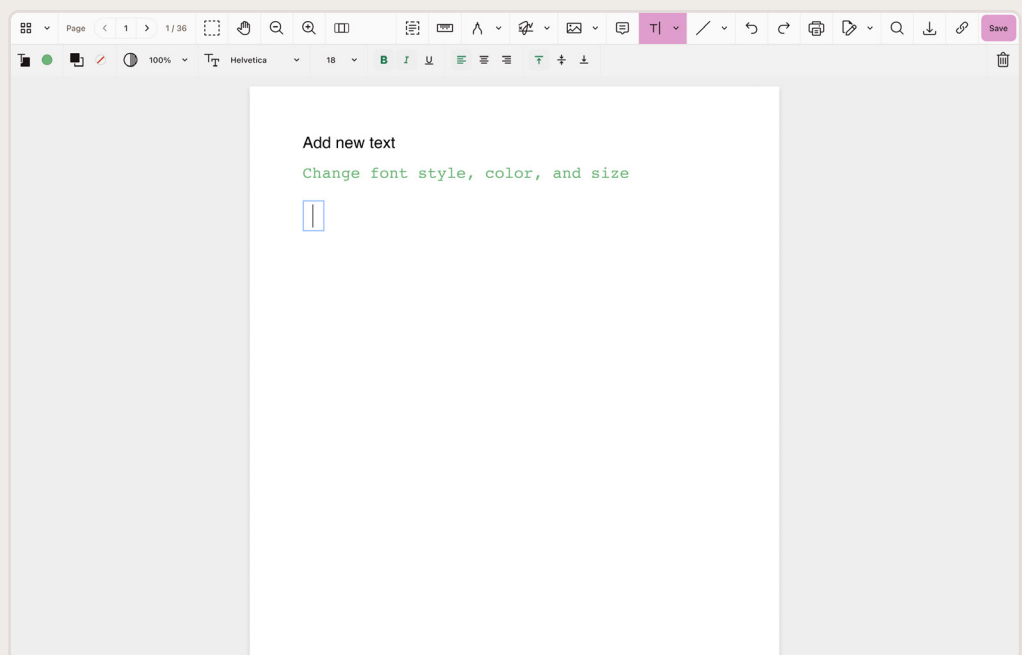 Page 1 1 / 36 T| Save
100% Helvetica 18 B I U
Add new text
Change font style, color, and size